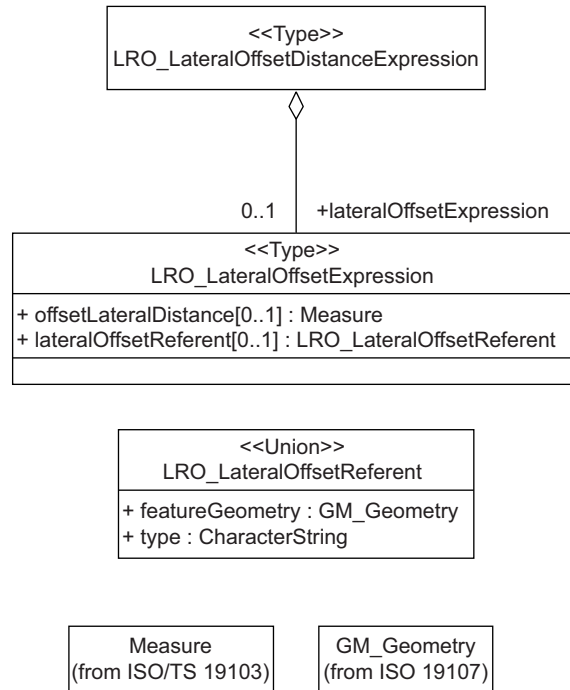 <<Type>>
LRO_LateralOffsetDistanceExpression
0..1 +lateralOffsetExpression
<<Type>>
LRO_LateralOffsetExpression
+ offsetLateralDistance[0..1] : Measure
+ lateralOffsetReferent[0..1] : LRO_LateralOffsetReferent
<<Union>>
LRO_LateralOffsetReferent
+ featureGeometry : GM_Geometry
+ type : CharacterString
Measure
(from ISO/TS 19103)
GM_Geometry
(from ISO 19107)